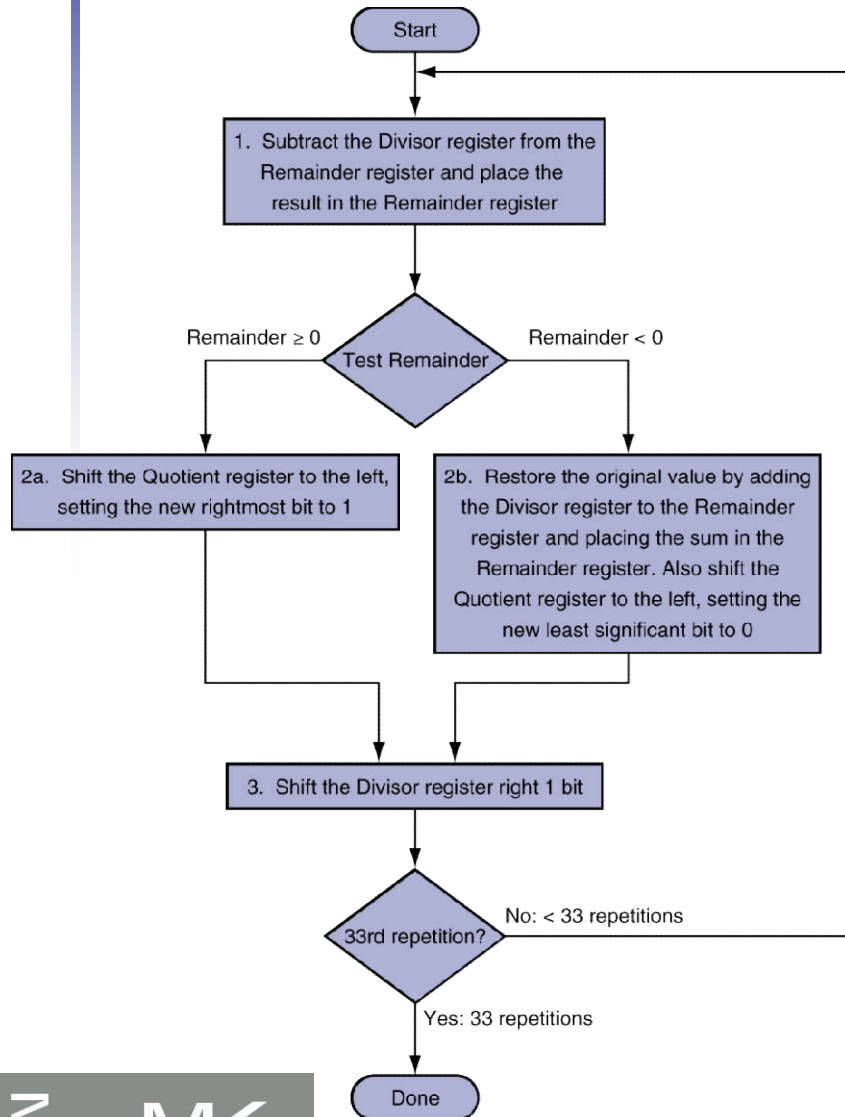 Start
1. Subtract the Divisor register from the
Remainder register and place the
result in the Remainder register
Remainder ≥ 0
Test Remainder
Remainder < 0
2a. Shift the Quotient register to the left,
setting the new rightmost bit to 1
2b. Restore the original value by adding
the Divisor register to the Remainder
register and placing the sum in the
Remainder register. Also shift the
Quotient register to the left, setting the
new least significant bit to 0
3. Shift the Divisor register right 1 bit
33rd repetition?
No: < 33 repetitions
Yes: 33 repetitions
Done